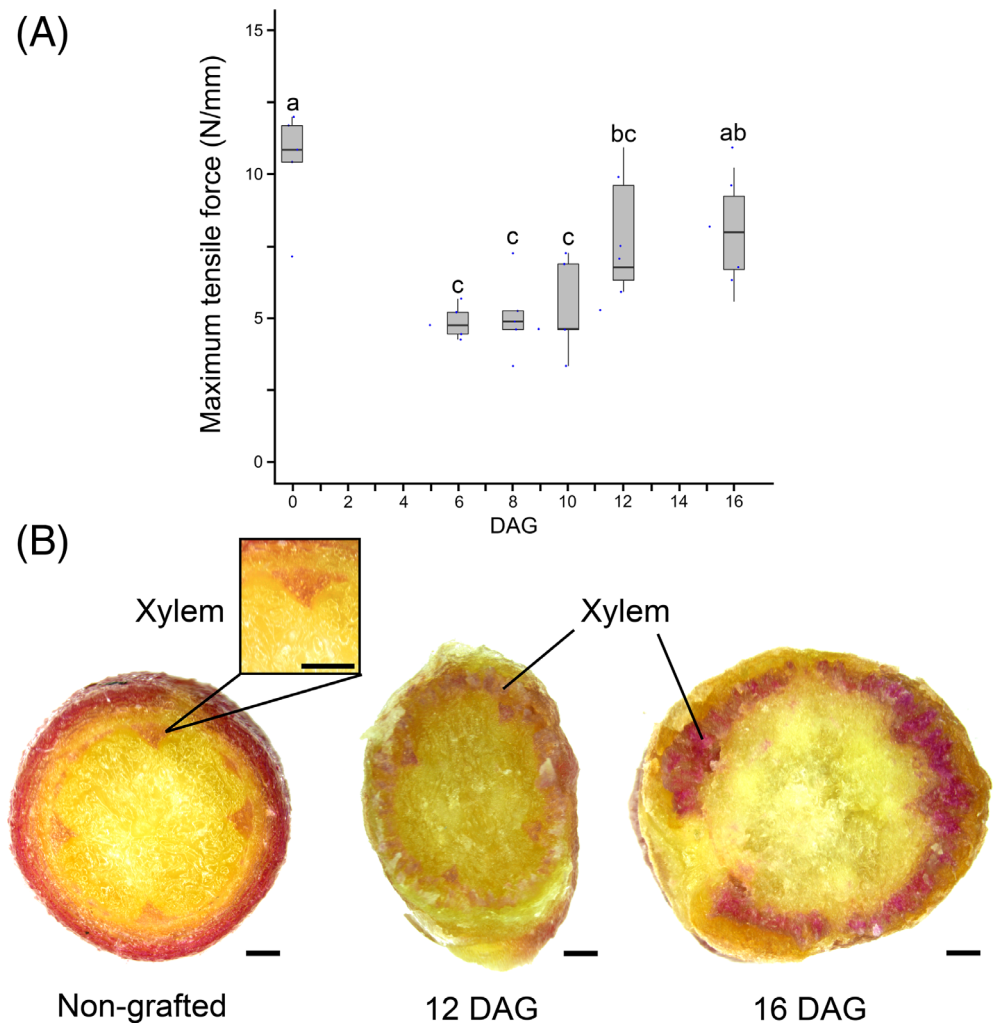 (A)
Maximum tensile force (N/mm)
15
10
5
0
a
c
c
c
bc
ab
0 2 4 6 8 10 12 14 16
DAG
(B)
Xylem
Xylem
Non-grafted
12 DAG
16 DAG